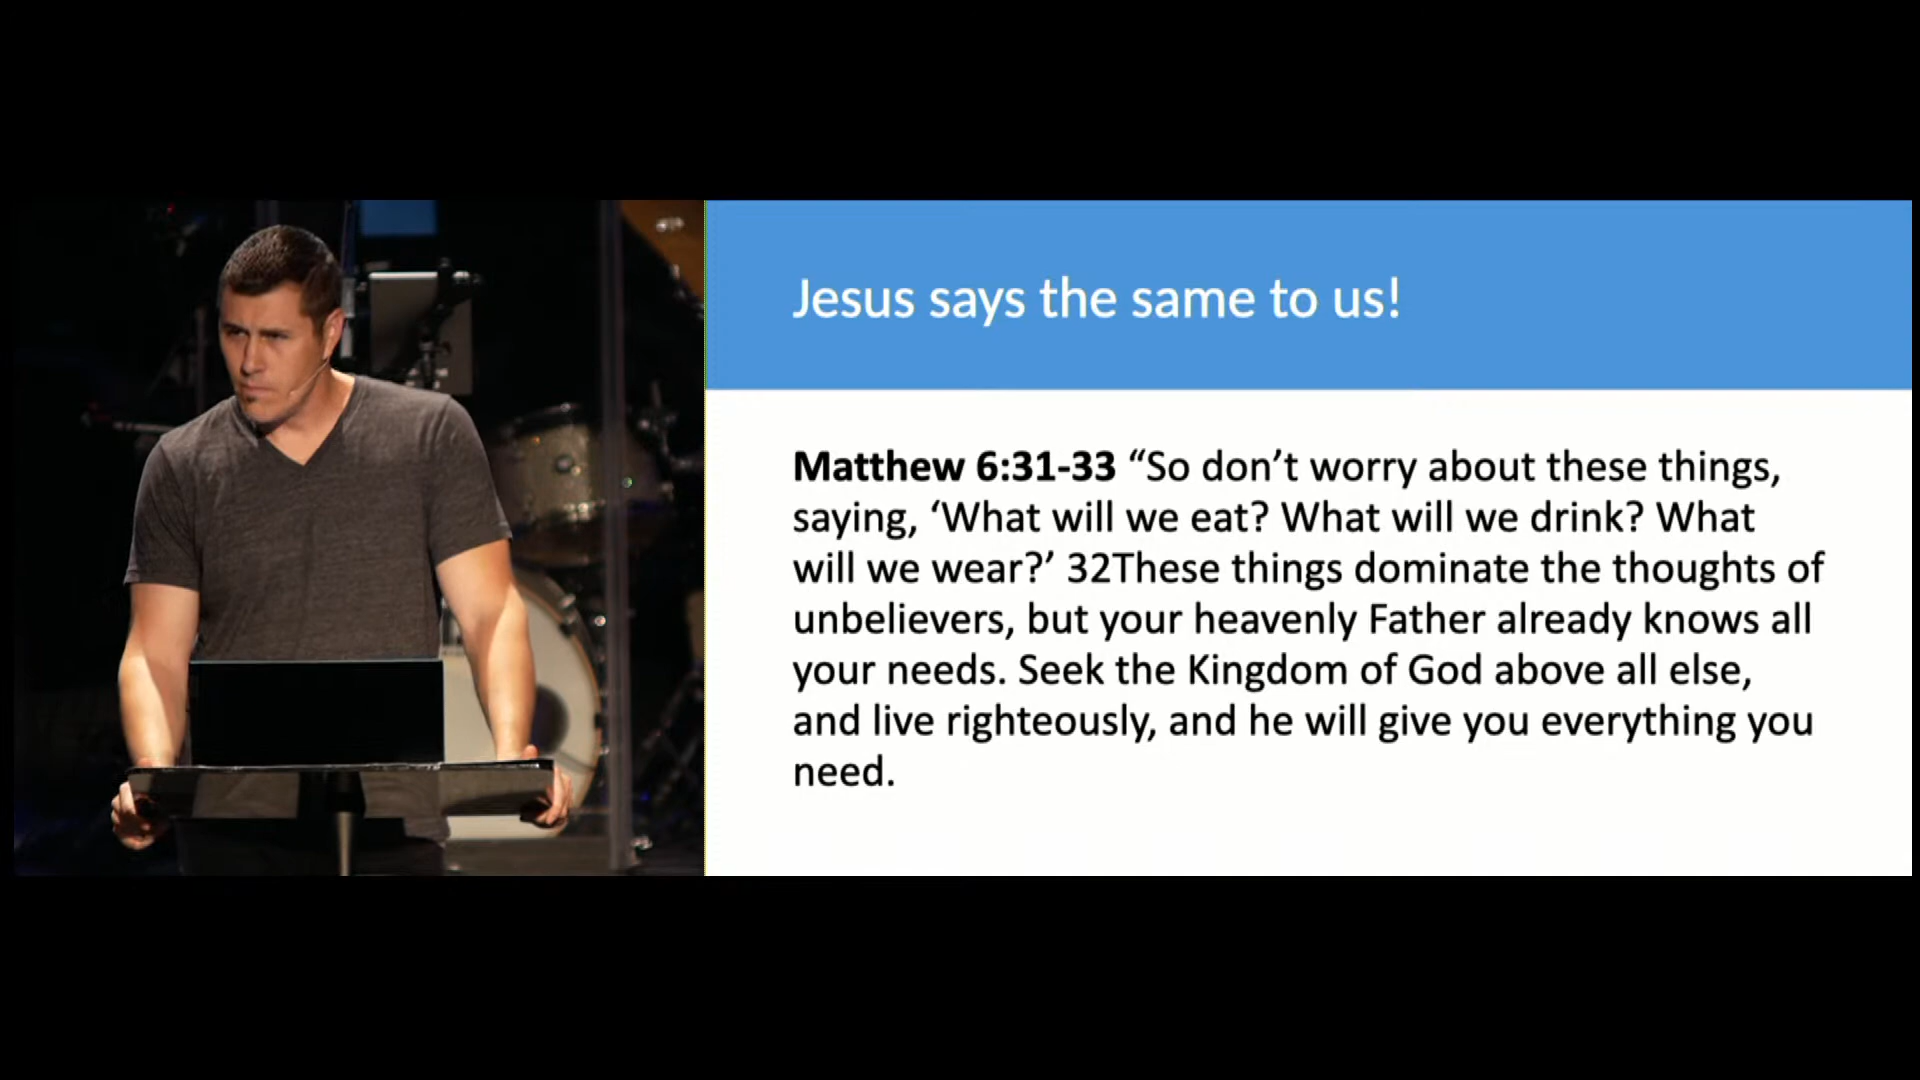 Jesus says the same to us!
Matthew 6:31-33 “So don’t worry about these things,
saying, ‘What will we eat? What will we drink? What
will we wear?’ 32These things dominate the thoughts of
unbelievers, but your heavenly Father already knows all
your needs. Seek the Kingdom of God above all else,
and live righteously, and he will give you everything you
need.